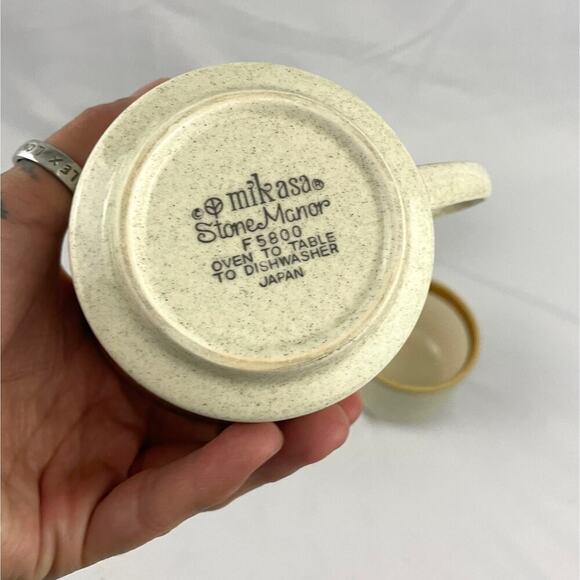 © mikasa®
Stone Manor
F5800
OVEN TO TABLE
TO DISHWASHER
JAPAN